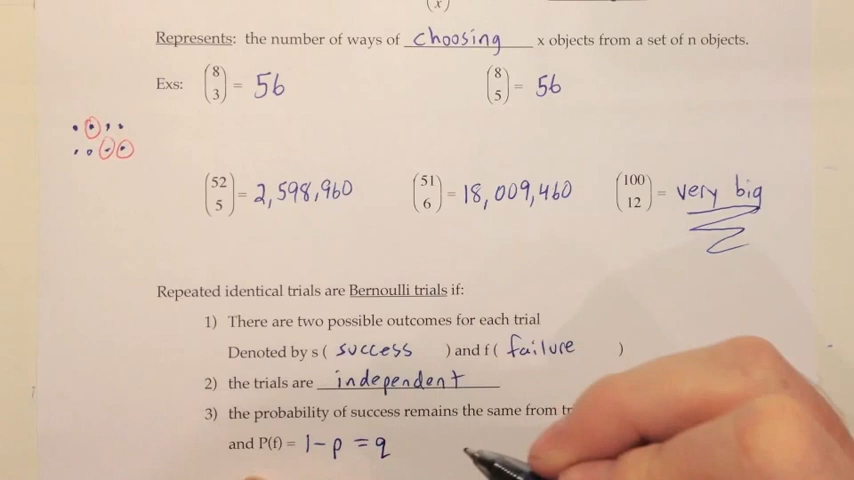 (x)
Represents: the number of ways of choosing x objects from a set of n objects.
Exs: (8 3) = 56 (8 5) = 56
(52 5) = 2,598,960 (51 6) = 18,009,460 (100 12) = very big
Repeated identical trials are Bernoulli trials if:
1) There are two possible outcomes for each trial
Denoted by s ( success ) and f ( failure )
2) the trials are independent
3) the probability of success remains the same from
and P(f) = 1-p = q